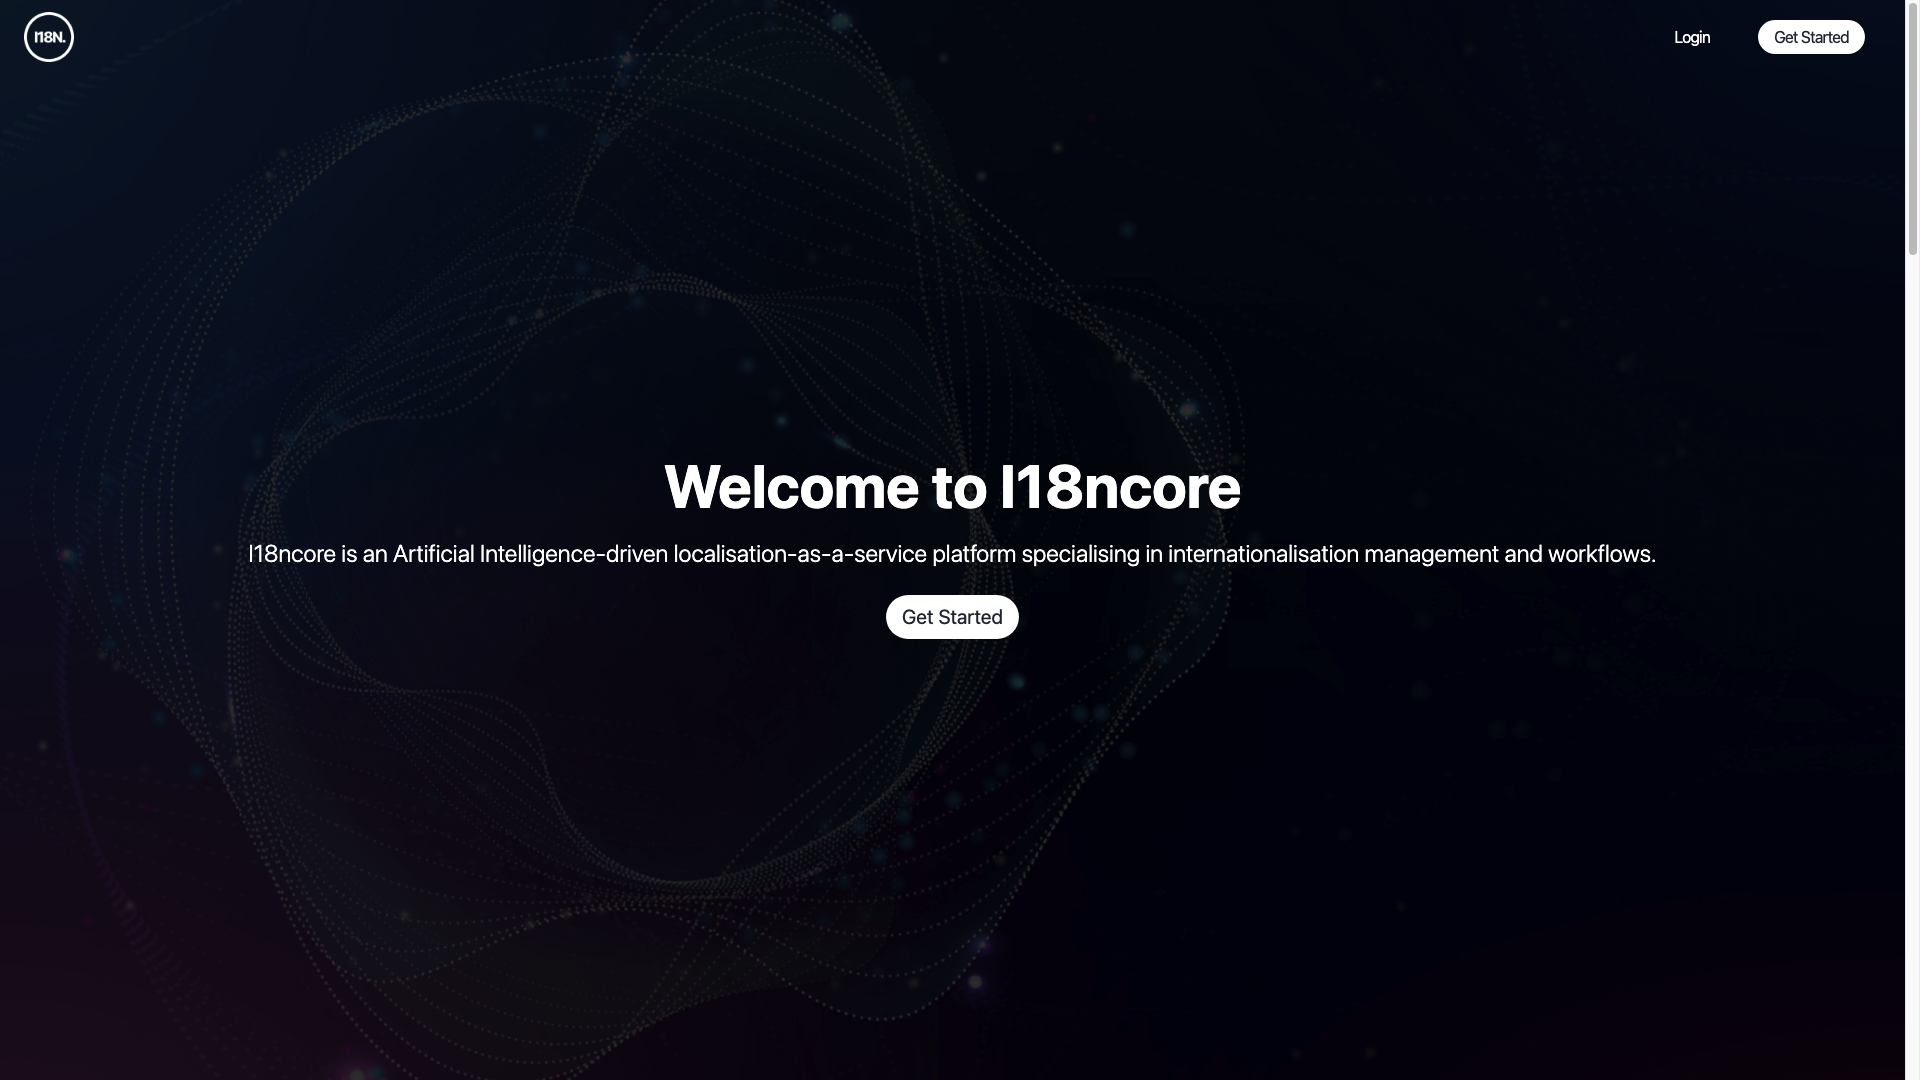 I18N.
Login
Get Started
Welcome to I18ncore
I18ncore is an Artificial Intelligence-driven localisation-as-a-service platform specialising in internationalisation management and workflows.
Get Started